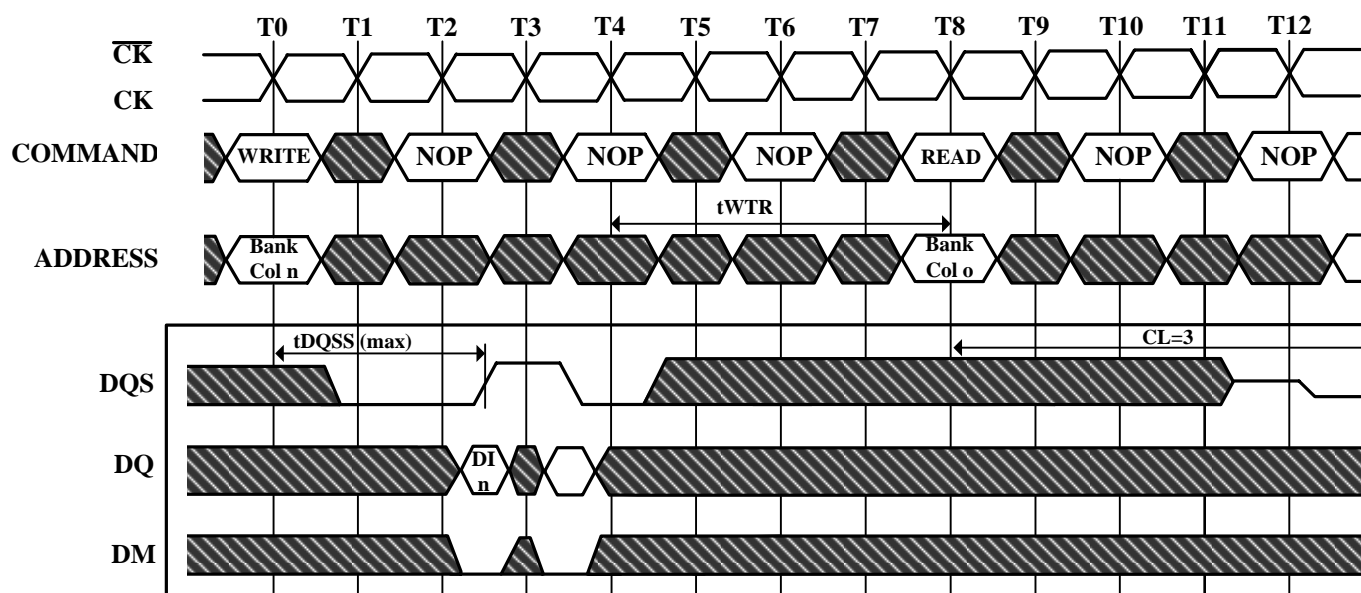 T0 T1 T2 T3 T4 T5 T6 T7 T8 T9 T10 T11 T12
CK
CK
COMMAND WRITE NOP NOP NOP READ NOP NOP
tWTR
ADDRESS Bank Col n Bank Col o
tDQSS (max) CL=3
DQS
DQ DI n
DM